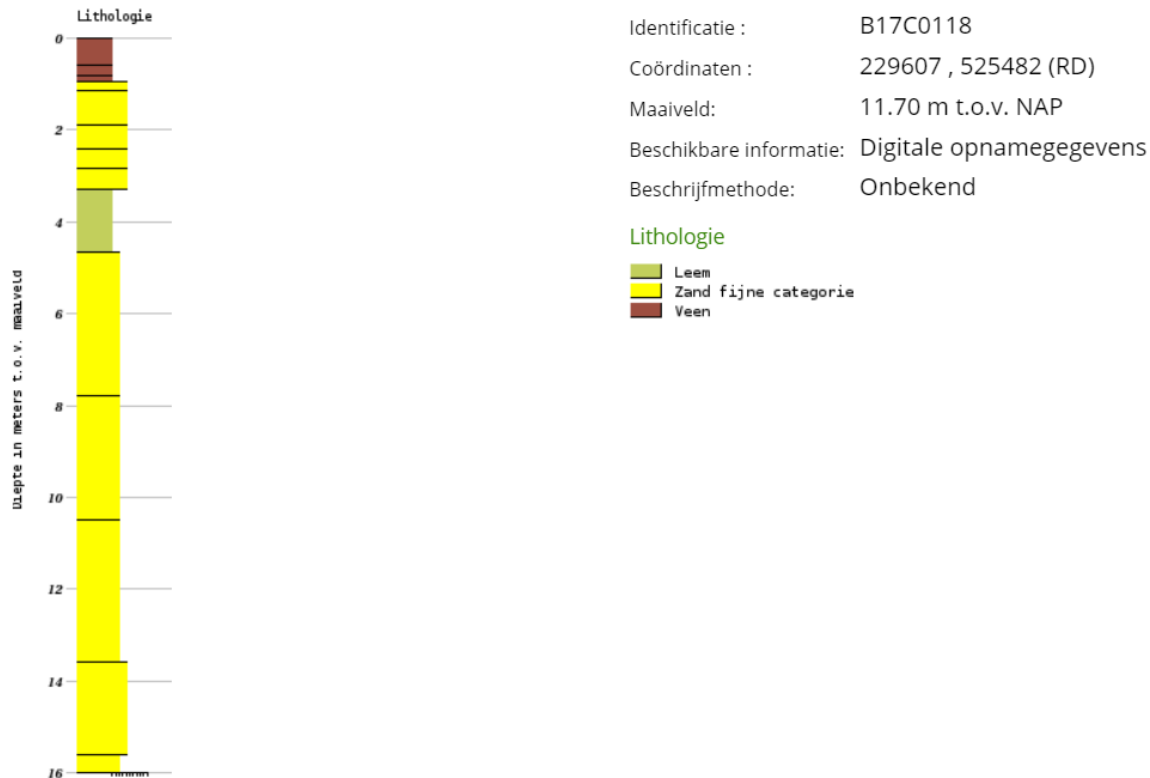 Lithologie
0
2
4
6
8
10
12
14
16
Diepte in meters t.o.v. maaiveld
Identificatie : B17C0118
Coördinaten : 229607 , 525482 (RD)
Maaiveld: 11.70 m t.o.v. NAP
Beschikbare informatie: Digitale opnamegegevens
Beschrijfmethode: Onbekend
Lithologie
Leem
Zand fijne categorie
Veen